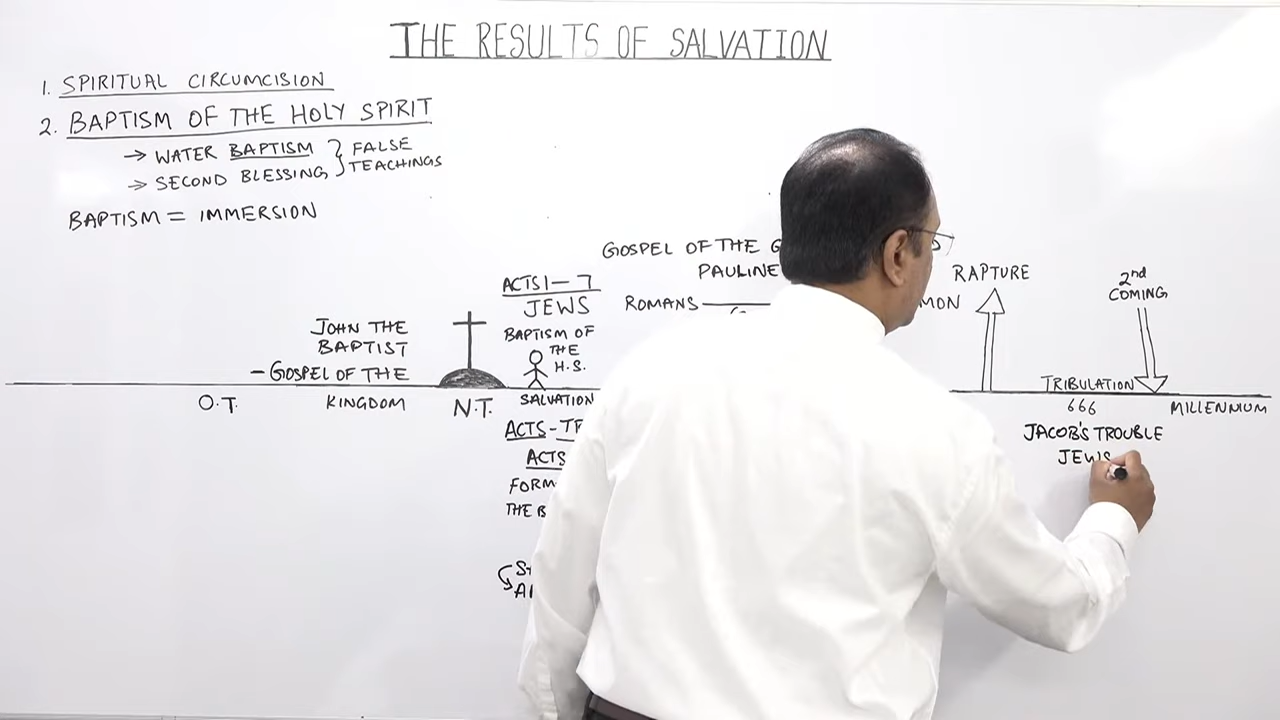 THE RESULTS OF SALVATION
1. SPIRITUAL CIRCUMCISION
2. BAPTISM OF THE HOLY SPIRIT
→ WATER BAPTISM } FALSE
→ SECOND BLESSING } TEACHINGS
BAPTISM = IMMERSION
GOSPEL OF THE
PAULINE
ROMANS
ACTS 1 - 7
JEWS
BAPTISM OF
THE
H.S.
JOHN THE
BAPTIST
- GOSPEL OF THE
KINGDOM
O.T.
N.T.
SALVATION
ACTS -
ACTS
THE
RAPTURE
2nd
COMING
TRIBULATION
666
MILLENNIUM
JACOB'S TROUBLE
JEWS